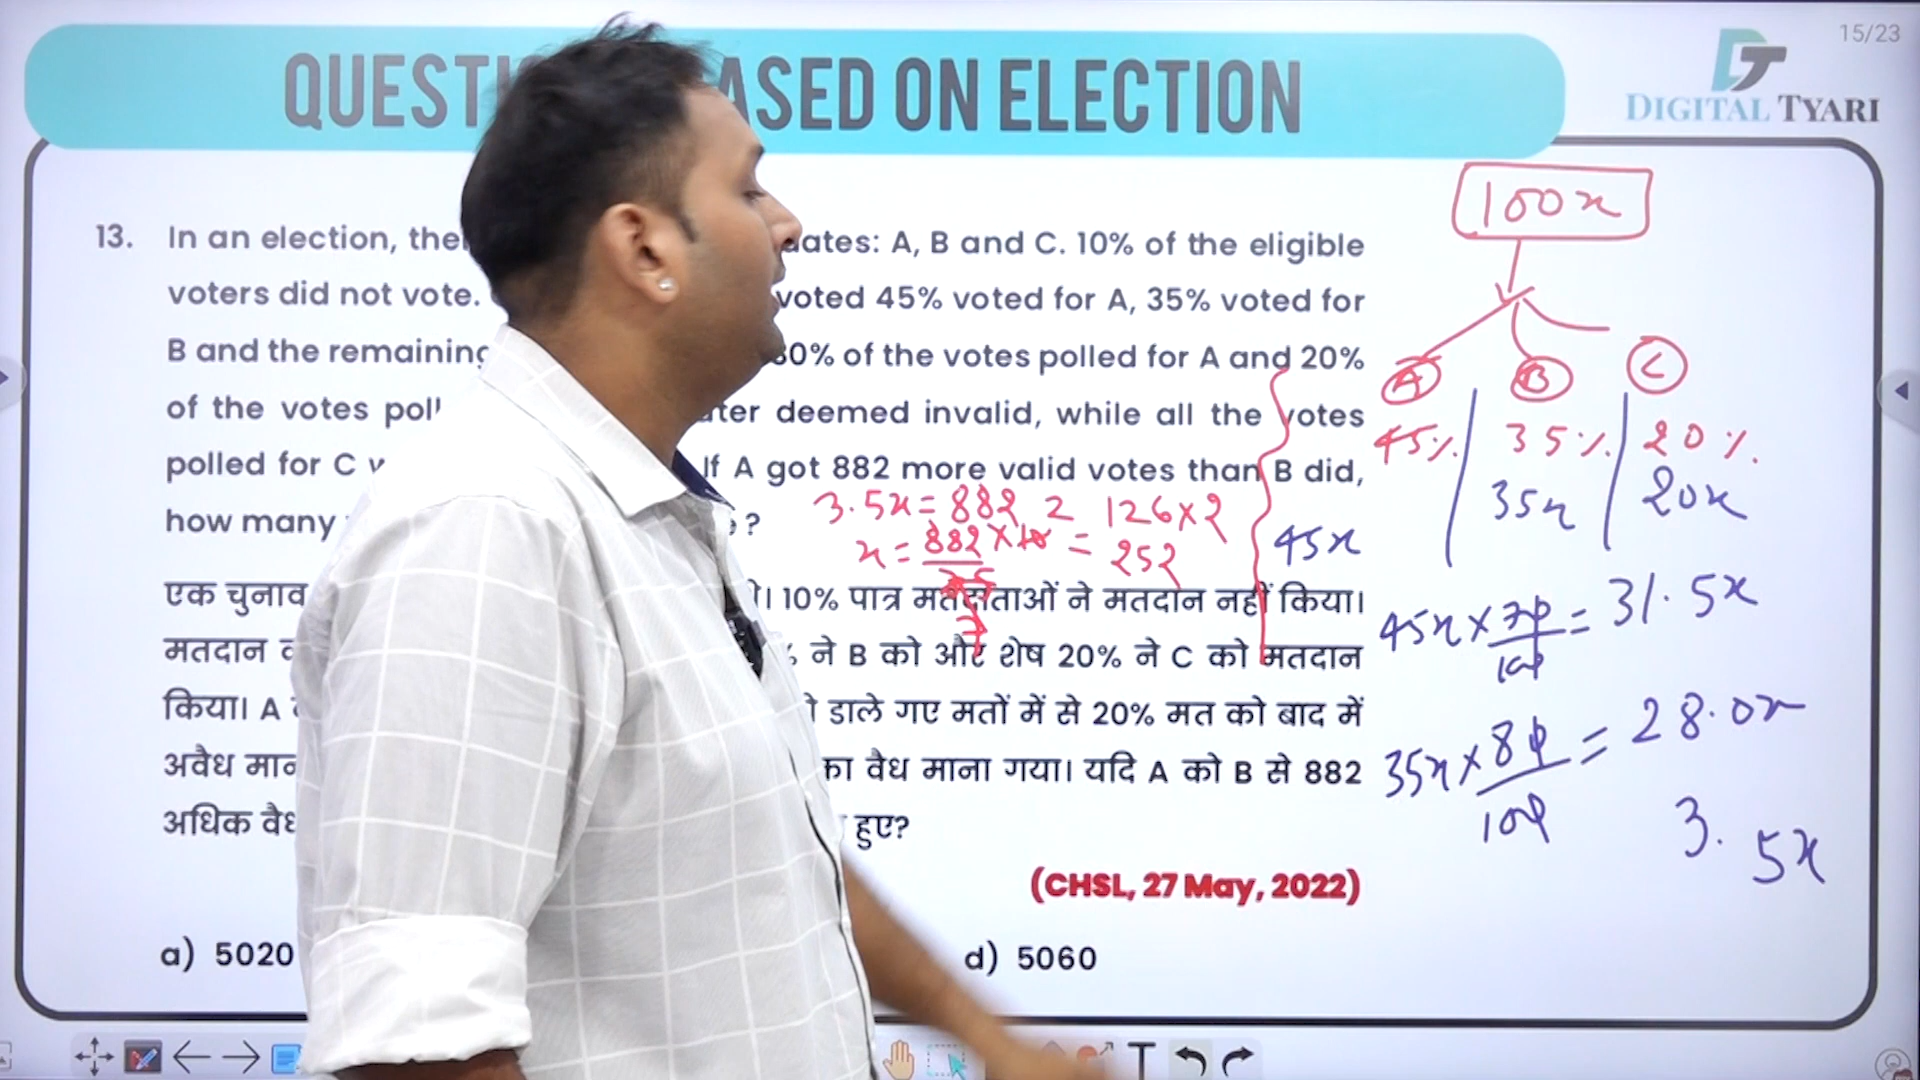 15/23
ASED ON ELECTION
DIGITAL TYARI
13. In an election, ates: A, B and C. 10% of the eligible
voters did not vote. voted 45% voted for A, 35% voted for
B and the remaining 30% of the votes polled for A and 20%
of the votes deemed invalid, while all the votes
polled for C If A got 882 more valid votes than B did,
how many ?
एक चुनाव 10% पात्र मतदाताओं ने मतदान नहीं किया।
मतदान ने B को और शेष 20% ने C को मतदान
किया। A डाले गए मतों में से 20% मत को बाद में
अवैध का वैध माना गया। यदि A को B से 882
अधिक हुए?
(CHSL, 27 May, 2022)
a) 5020
d) 5060
3.5x = 882
x = 882 × 10 / 35 = 126×2
7
252
100x
A B C
45% 35% 20%
45x 35x 20x
45x × 70/100 = 31.5x
35x × 80/100 = 28.0x
3.5x
T